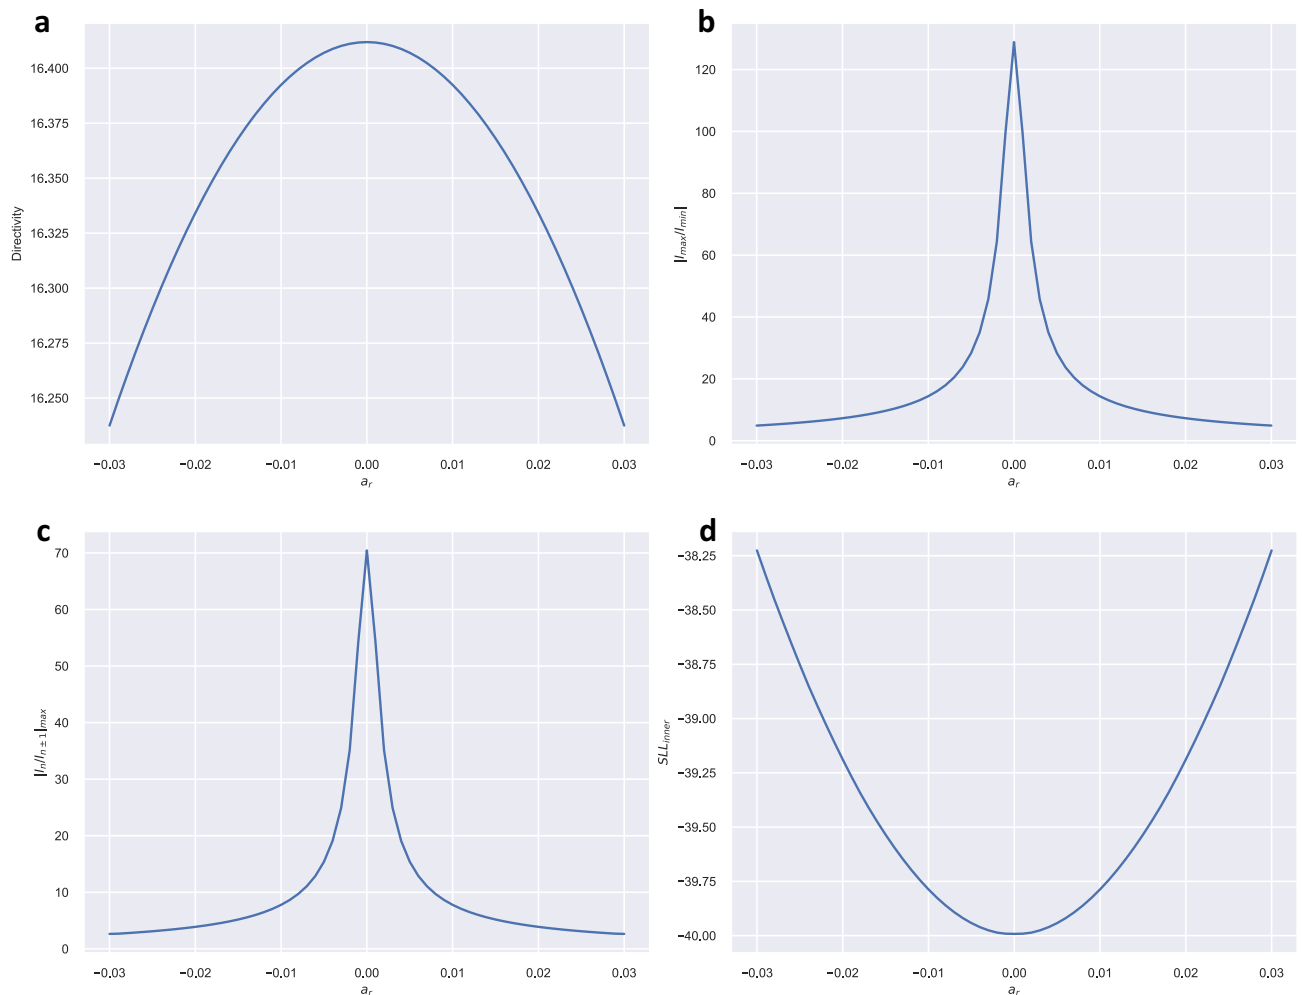 a
16.400
16.375
16.350
16.325
16.300
16.275
16.250
Directivity
−0.03 −0.02 −0.01 0.00 0.01 0.02 0.03
a_r
b
120
100
80
60
40
20
0
|I_max/I_min|
−0.03 −0.02 −0.01 0.00 0.01 0.02 0.03
a_r
c
70
60
50
40
30
20
10
0
|I_n/I_{n±1}|_max
−0.03 −0.02 −0.01 0.00 0.01 0.02 0.03
a_r
d
−38.25
−38.50
−38.75
−39.00
−39.25
−39.50
−39.75
−40.00
SLL_inner
−0.03 −0.02 −0.01 0.00 0.01 0.02 0.03
a_r